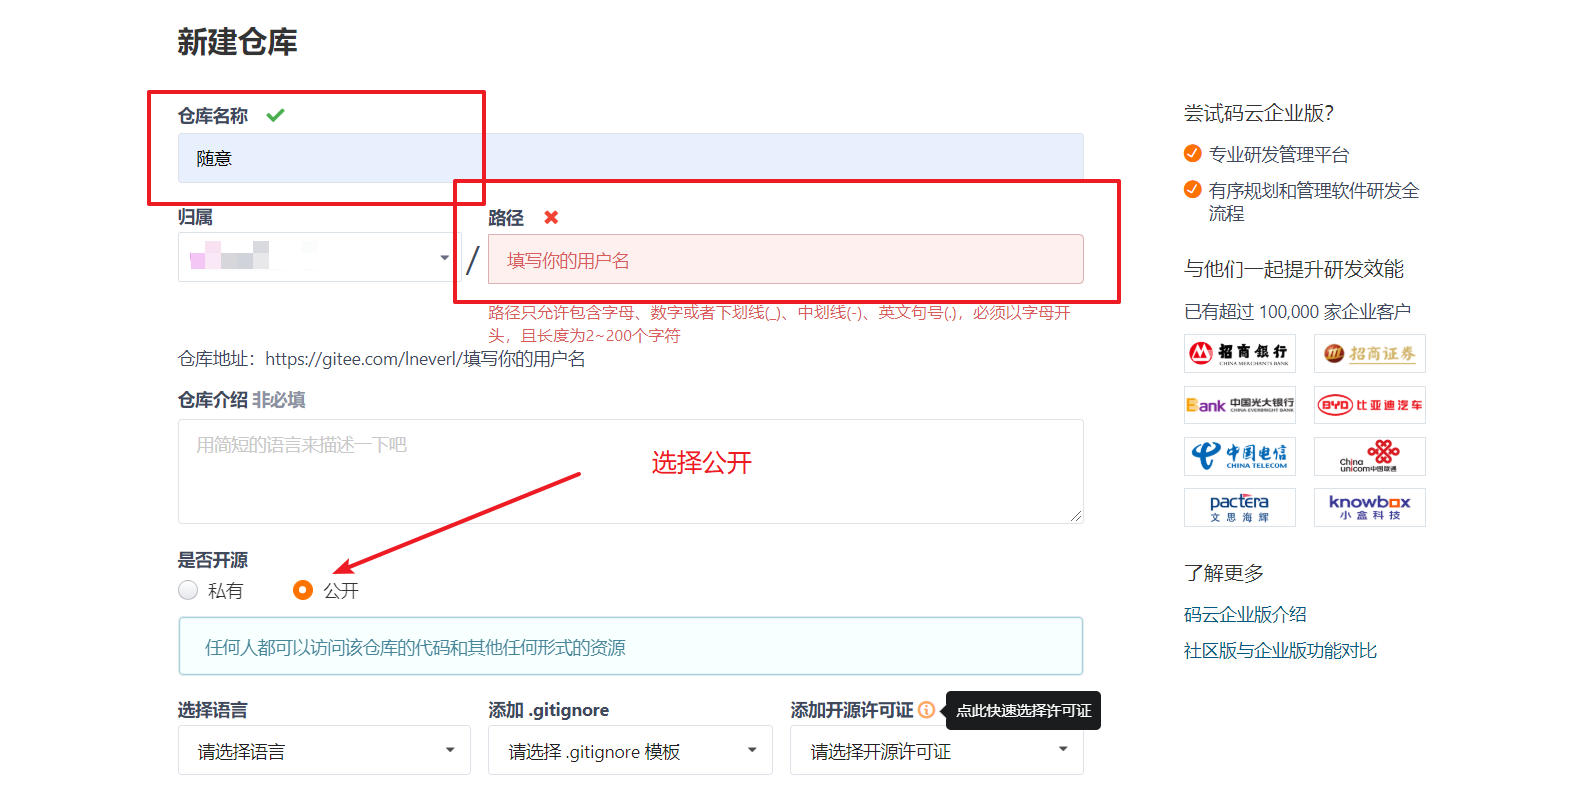 新建仓库
仓库名称
随意
归属
路径
/
填写你的用户名
路径只允许包含字母、数字或者下划线(_)、中划线(-)、英文句号(.)，必须以字母开
头，且长度为2~200个字符
仓库地址：https://gitee.com/lneverl/填写你的用户名
仓库介绍 非必填
用简短的语言来描述一下吧
选择公开
是否开源
私有
公开
任何人都可以访问该仓库的代码和其他任何形式的资源
选择语言
添加 .gitignore
添加开源许可证
点此快速选择许可证
请选择语言
请选择 .gitignore 模板
请选择开源许可证
尝试码云企业版？
专业研发管理平台
有序规划和管理软件研发全
流程
与他们一起提升研发效能
已有超过 100,000 家企业客户
招商银行
CHINA MERCHANTS BANK
招商证券
Bank 中国光大银行
CHINA EVERBRIGHT BANK
BYD 比亚迪汽车
中国电信
CHINA TELECOM
China
unicom中国联通
pactera
文思海辉
knowbox
小盒科技
了解更多
码云企业版介绍
社区版与企业版功能对比